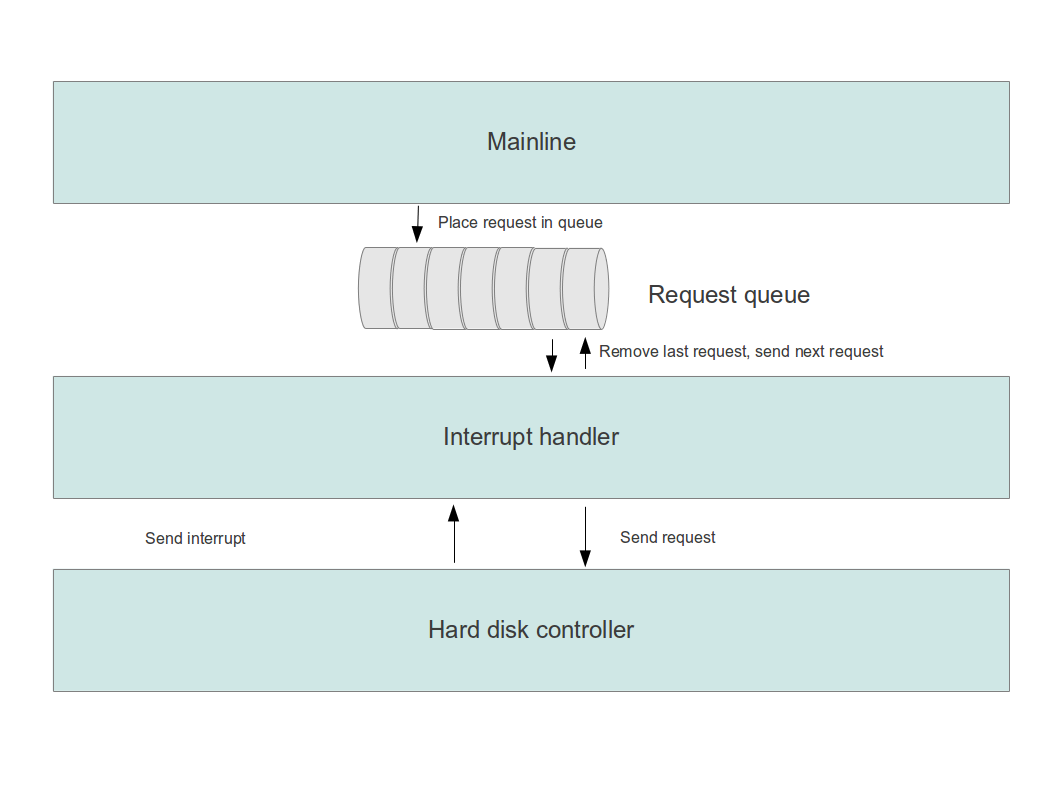 Mainline
Place request in queue
Request queue
Remove last request, send next request
Interrupt handler
Send interrupt
Send request
Hard disk controller